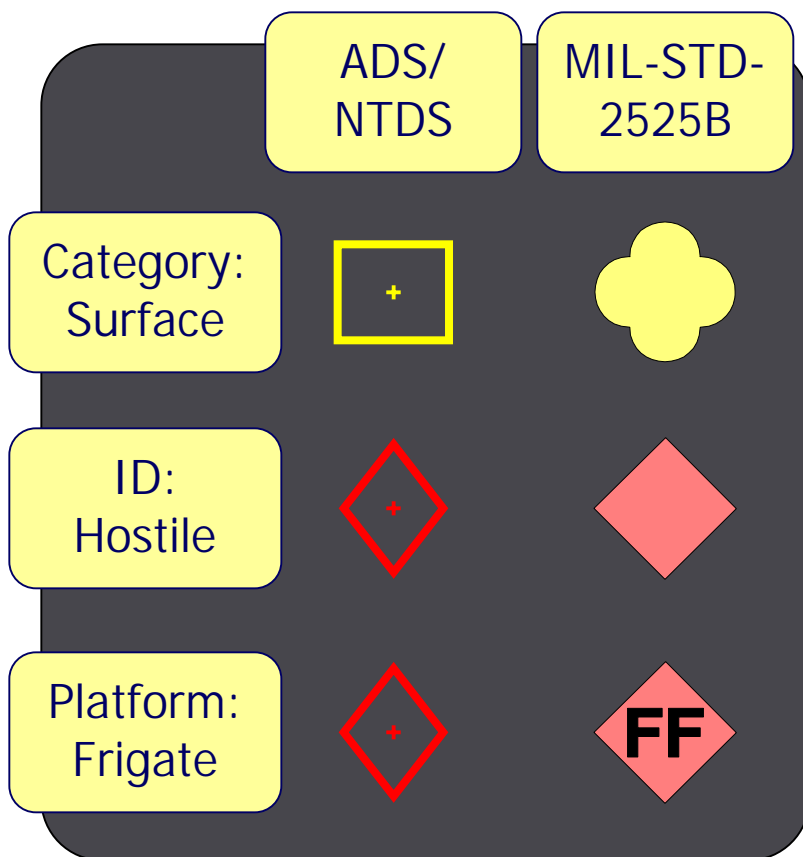 ADS/
NTDS
MIL-STD-
2525B
Category:
Surface
ID:
Hostile
Platform:
Frigate
FF